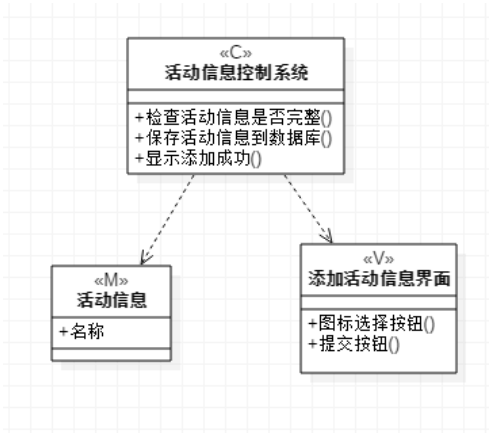 «C»
活动信息控制系统
+检查活动信息是否完整()
+保存活动信息到数据库()
+显示添加成功()
«M»
活动信息
+名称
«V»
添加活动信息界面
+图标选择按钮()
+提交按钮()